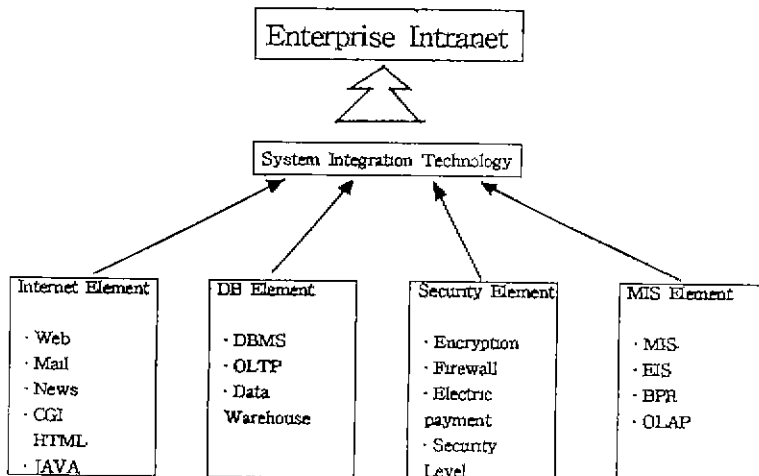 Enterprise Intranet
System Integration Technology
Internet Element
· Web
· Mail
· News
· CGI
HTML
· JAVA
DB Element
· DBMS
· OLTP
· Data
Warehouse
Security Element
· Encryption
· Firewall
· Electric
payment
· Security
Level
MIS Element
· MIS
· EIS
· BPR
· OLAP